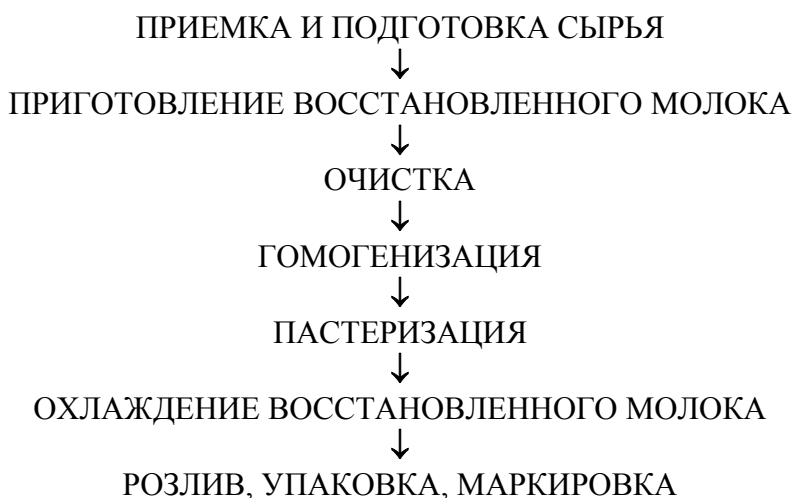 ПРИЕМКА И ПОДГОТОВКА СЫРЬЯ
↓
ПРИГОТОВЛЕНИЕ ВОССТАНОВЛЕННОГО МОЛОКА
↓
ОЧИСТКА
↓
ГОМОГЕНИЗАЦИЯ
↓
ПАСТЕРИЗАЦИЯ
↓
ОХЛАЖДЕНИЕ ВОССТАНОВЛЕННОГО МОЛОКА
↓
РОЗЛИВ, УПАКОВКА, МАРКИРОВКА